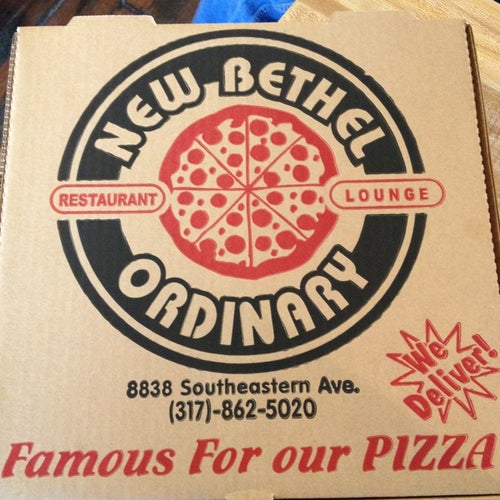 NEW BETHEL
RESTAURANT
LOUNGE
ORDINARY
8838 Southeastern Ave.
(317)-862-5020
We
Deliver!
Famous For our PIZZA